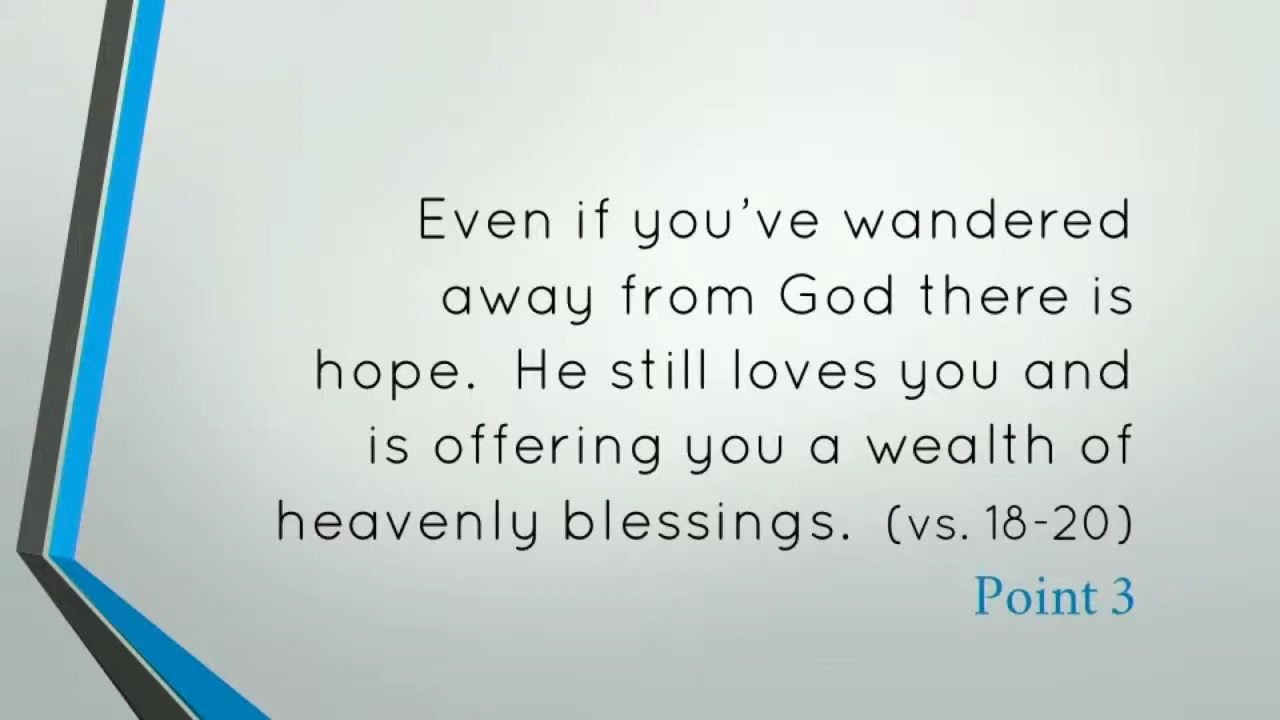 Even if you've wandered
away from God there is
hope.  He still loves you and
is offering you a wealth of
heavenly blessings.  (vs. 18-20)
Point 3